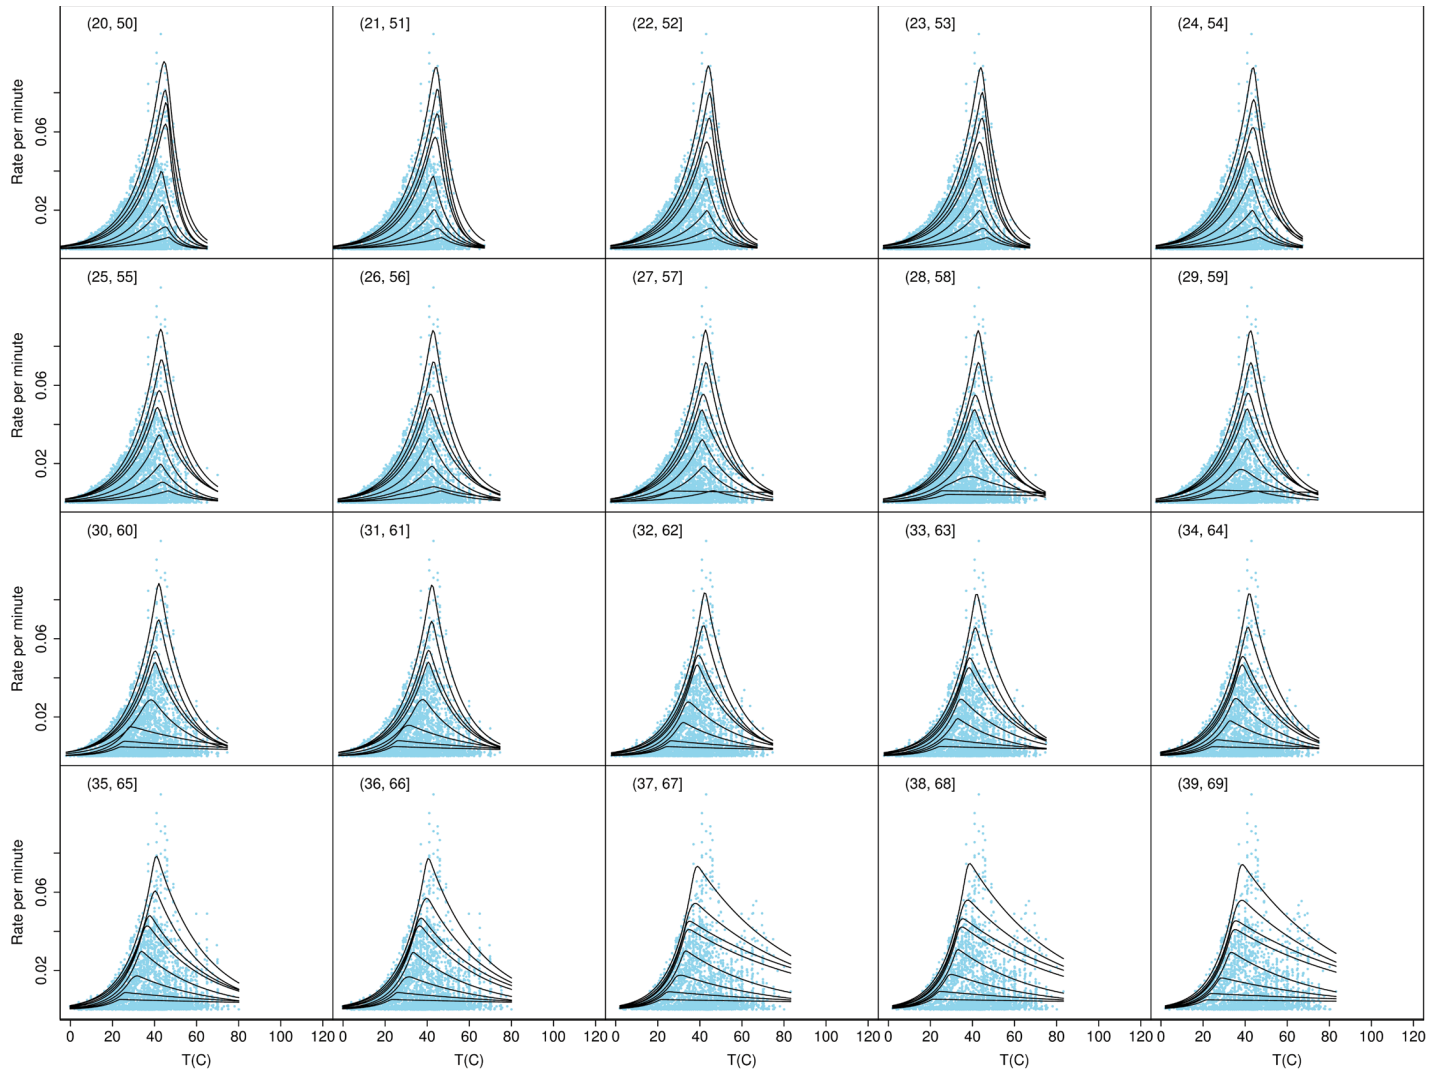 (20, 50] (21, 51] (22, 52] (23, 53] (24, 54]
Rate per minute
0.06
0.02
(25, 55] (26, 56] (27, 57] (28, 58] (29, 59]
Rate per minute
0.06
0.02
(30, 60] (31, 61] (32, 62] (33, 63] (34, 64]
Rate per minute
0.06
0.02
(35, 65] (36, 66] (37, 67] (38, 68] (39, 69]
Rate per minute
0.06
0.02
0 20 40 60 80 100 120 0 20 40 60 80 100 120 0 20 40 60 80 100 120 0 20 40 60 80 100 120 0 20 40 60 80 100 120
T(C) T(C) T(C) T(C) T(C)